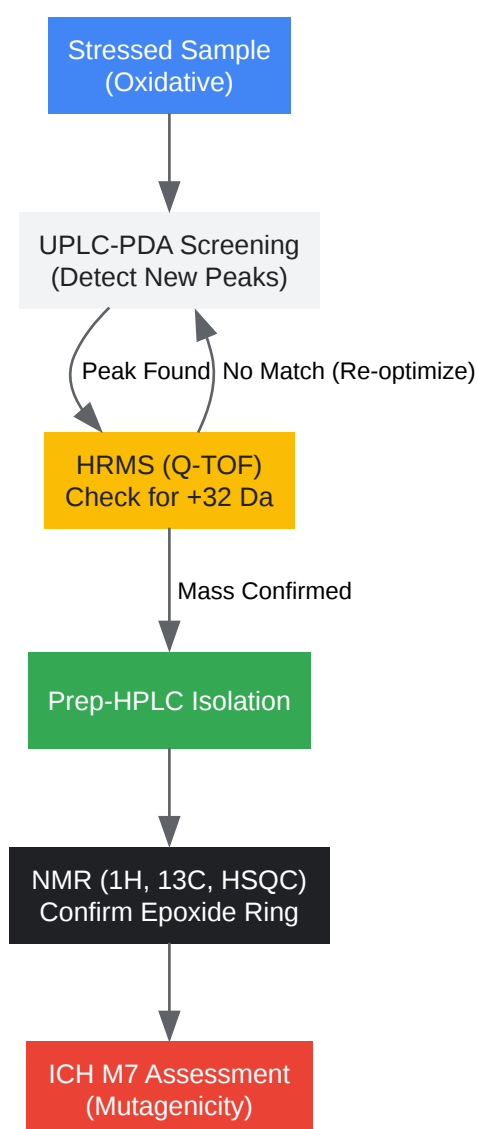 Stressed Sample
(Oxidative)
UPLC-PDA Screening
(Detect New Peaks)
Peak Found
No Match (Re-optimize)
HRMS (Q-TOF)
Check for +32 Da
Mass Confirmed
Prep-HPLC Isolation
NMR (1H, 13C, HSQC)
Confirm Epoxide Ring
ICH M7 Assessment
(Mutagenicity)